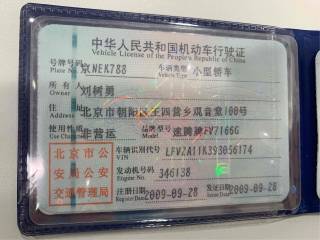 中华人民共和国机动车行驶证
Vehicle License of the People's Republic of China
号牌号码 京NEK788 车辆类型 小型轿车
Plate No. Vehicle Type
所有人 刘树勇
Owner
住址 北京市朝阳区王四营乡观音堂100号
Address
使用性质 非营运 品牌型号 速腾牌FV7166G
Use Character Model
北京市公安局公安交通管理局
车辆识别代号 LFV2A11K393056174
VIN
发动机号码 346138
Engine No.
注册日期 2009-09-28 发证日期 2009-09-28
Register Date Issue Date